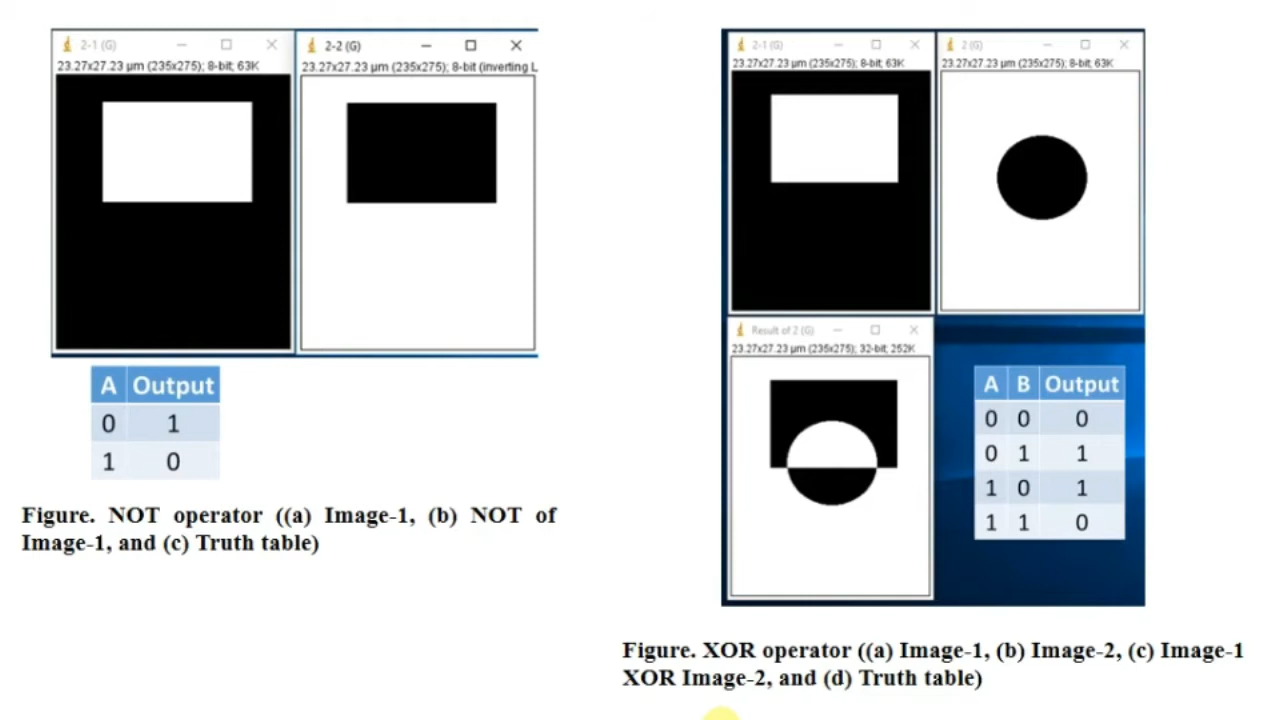 2-1 (G)
23.27x27.23 µm (235x275); 8-bit; 63K
2-2 (G)
23.27x27.23 µm (235x275); 8-bit (inverting L
A Output
0 1
1 0
Figure. NOT operator ((a) Image-1, (b) NOT of
Image-1, and (c) Truth table)
2-1 (G)
23.27x27.23 µm (235x275); 8-bit; 63K
2 (G)
23.27x27.23 µm (235x275); 8-bit; 63K
Result of 2 (G)
23.27x27.23 µm (235x275); 32-bit; 252K
A B Output
0 0 0
0 1 1
1 0 1
1 1 0
Figure. XOR operator ((a) Image-1, (b) Image-2, (c) Image-1
XOR Image-2, and (d) Truth table)